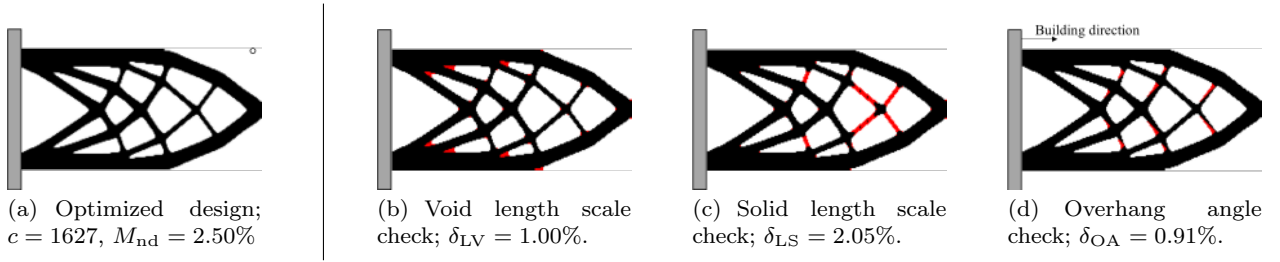 Building direction
(a) Optimized design;
c = 1627, M_nd = 2.50%
(b) Void length scale
check; δ_LV = 1.00%.
(c) Solid length scale
check; δ_LS = 2.05%.
(d) Overhang angle
check; δ_OA = 0.91%.